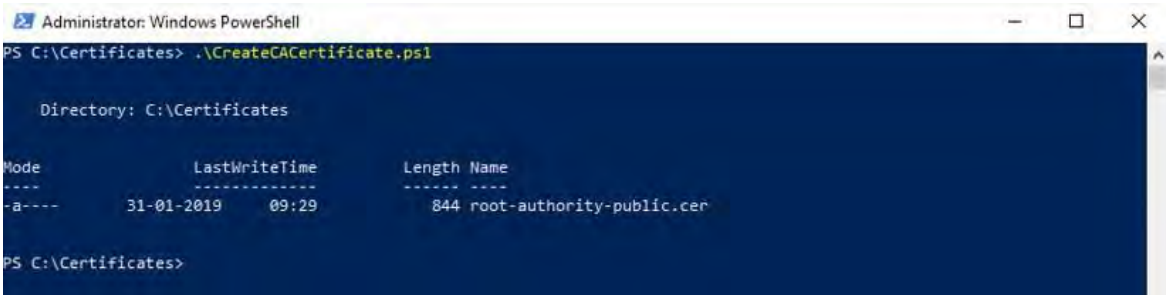 Administrator: Windows PowerShell
PS C:\Certificates> .\CreateCACertificate.ps1
Directory: C:\Certificates
Mode LastWriteTime Length Name
---- ------------- ------ ----
-a---- 31-01-2019 09:29 844 root-authority-public.cer
PS C:\Certificates>